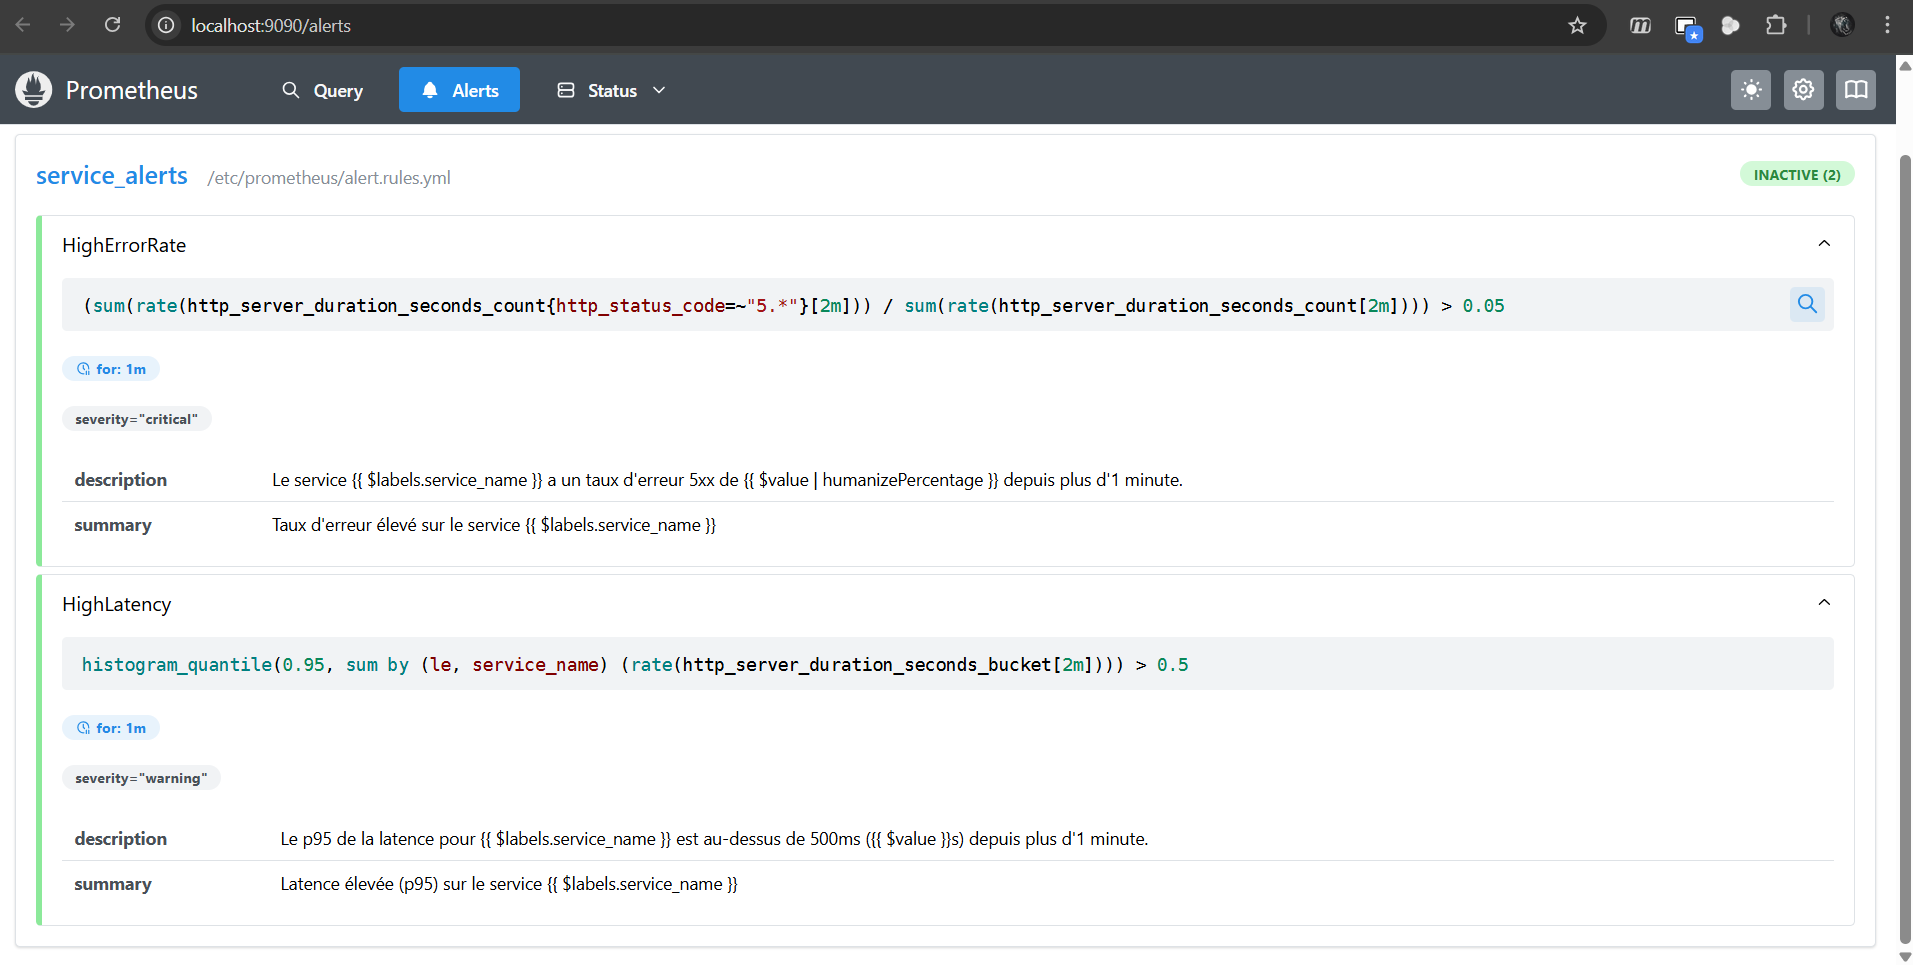 localhost:9090/alerts
Prometheus Query Alerts Status
service_alerts /etc/prometheus/alert.rules.yml INACTIVE (2)
HighErrorRate
(sum(rate(http_server_duration_seconds_count{http_status_code=~"5.*"}[2m])) / sum(rate(http_server_duration_seconds_count[2m]))) > 0.05
for: 1m
severity="critical"
description Le service {{ $labels.service_name }} a un taux d'erreur 5xx de {{ $value | humanizePercentage }} depuis plus d'1 minute.
summary Taux d'erreur élevé sur le service {{ $labels.service_name }}
HighLatency
histogram_quantile(0.95, sum by (le, service_name) (rate(http_server_duration_seconds_bucket[2m]))) > 0.5
for: 1m
severity="warning"
description Le p95 de la latence pour {{ $labels.service_name }} est au-dessus de 500ms ({{ $value }}s) depuis plus d'1 minute.
summary Latence élevée (p95) sur le service {{ $labels.service_name }}